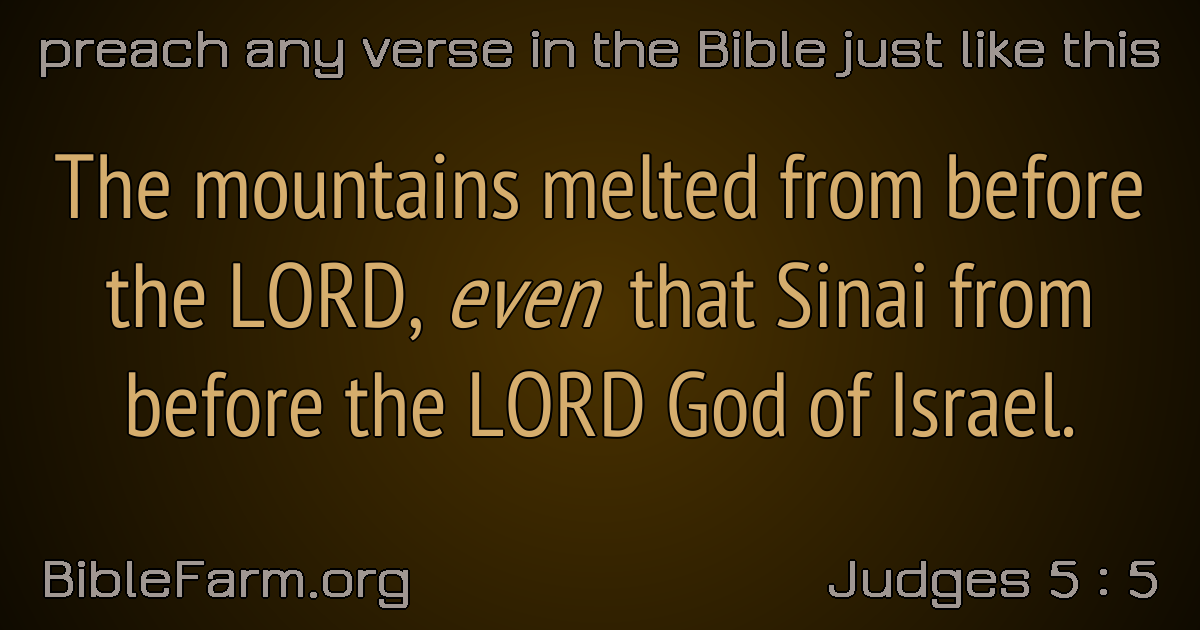 preach any verse in the Bible just like this
The mountains melted from before
the LORD, even that Sinai from
before the LORD God of Israel.
BibleFarm.org
Judges 5 : 5